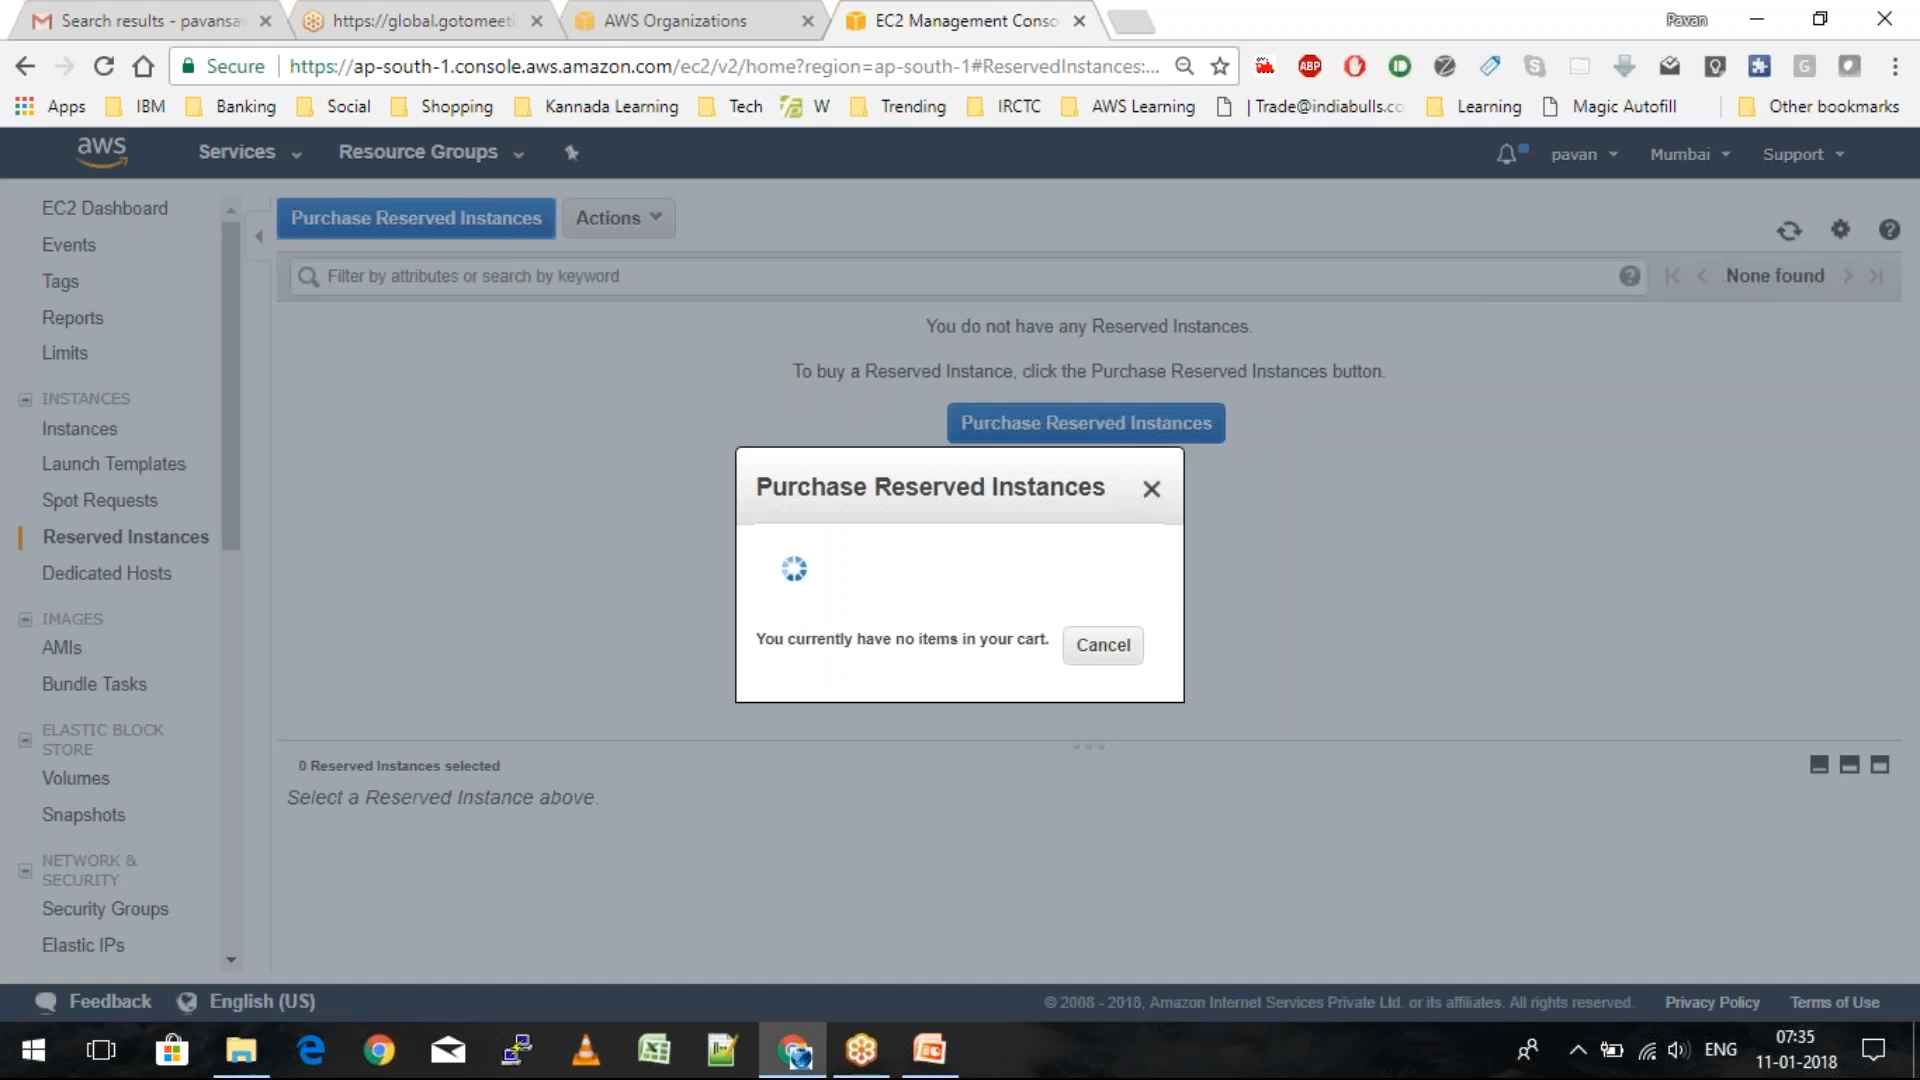 Search results - pavansa
https://global.gotomeeti
AWS Organizations
EC2 Management Conso
Pavan
Secure
https://ap-south-1.console.aws.amazon.com/ec2/v2/home?region=ap-south-1#ReservedInstances:...
ABP
S
G
Apps
IBM
Banking
Social
Shopping
Kannada Learning
Tech
W
Trending
IRCTC
AWS Learning
| Trade@indiabulls.co
Learning
Magic Autofill
Other bookmarks
aws
Services
Resource Groups
pavan
Mumbai
Support
EC2 Dashboard
Events
Tags
Reports
Limits
INSTANCES
Instances
Launch Templates
Spot Requests
Reserved Instances
Dedicated Hosts
IMAGES
AMIs
Bundle Tasks
ELASTIC BLOCK
STORE
Volumes
Snapshots
NETWORK &
SECURITY
Security Groups
Elastic IPs
Purchase Reserved Instances
Actions
Filter by attributes or search by keyword
None found
You do not have any Reserved Instances.
To buy a Reserved Instance, click the Purchase Reserved Instances button.
Purchase Reserved Instances
Purchase Reserved Instances
You currently have no items in your cart.
Cancel
0 Reserved Instances selected
Select a Reserved Instance above.
Feedback
English (US)
© 2008 - 2018, Amazon Internet Services Private Ltd. or its affiliates. All rights reserved.
Privacy Policy
Terms of Use
ENG
07:35
11-01-2018